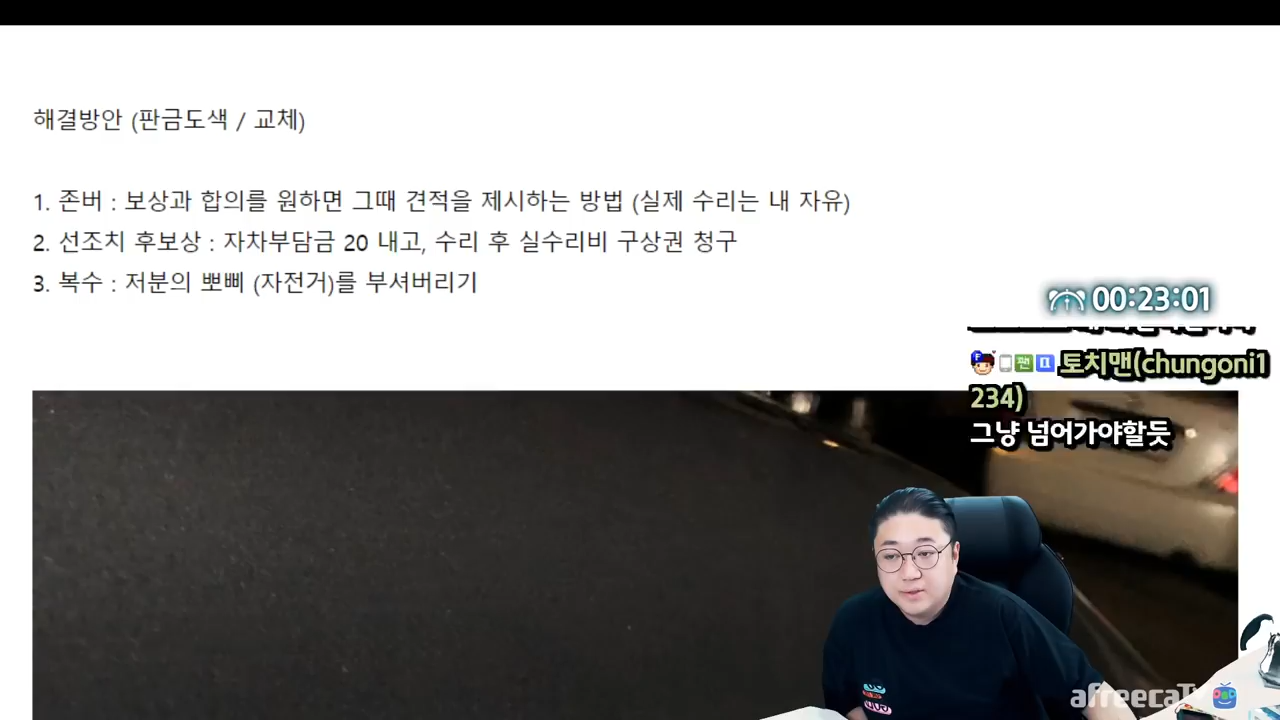 해결방안 (판금도색 / 교체)
1. 존버 : 보상과 합의를 원하면 그때 견적을 제시하는 방법 (실제 수리는 내 자유)
2. 선조치 후보상 : 자차부담금 20 내고, 수리 후 실수리비 구상권 청구
3. 복수 : 저분의 뽀삐 (자전거)를 부셔버리기
00:23:01
F 팬 토치맨(chungoni1
234)
그냥 넘어가야할듯
afreecaTV